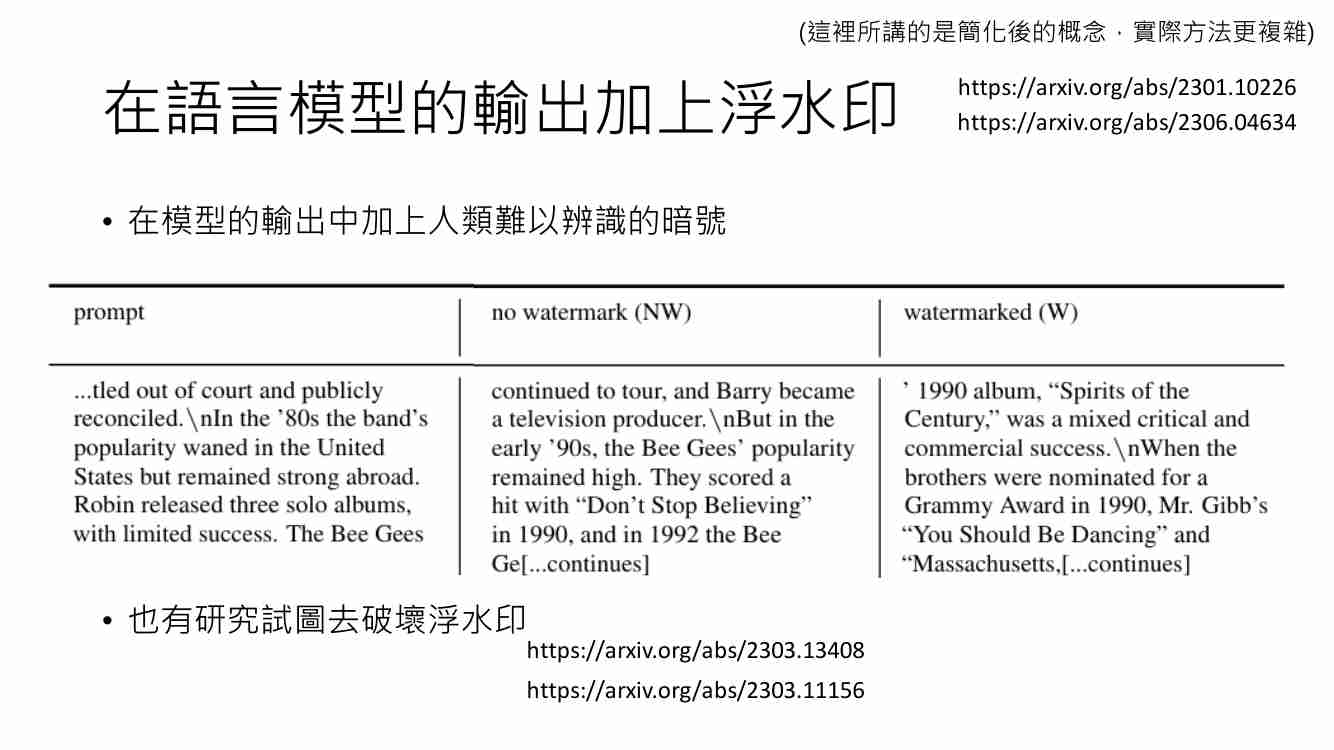 (這裡所講的是簡化後的概念，實際方法更複雜)
在語言模型的輸出加上浮水印
https://arxiv.org/abs/2301.10226
https://arxiv.org/abs/2306.04634
• 在模型的輸出中加上人類難以辨識的暗號
prompt
no watermark (NW)
watermarked (W)
...tled out of court and publicly
reconciled.\nIn the ’80s the band’s
popularity waned in the United
States but remained strong abroad.
Robin released three solo albums,
with limited success. The Bee Gees
continued to tour, and Barry became
a television producer.\nBut in the
early ’90s, the Bee Gees’ popularity
remained high. They scored a
hit with “Don’t Stop Believing”
in 1990, and in 1992 the Bee
Ge[...continues]
’ 1990 album, “Spirits of the
Century,” was a mixed critical and
commercial success.\nWhen the
brothers were nominated for a
Grammy Award in 1990, Mr. Gibb’s
“You Should Be Dancing” and
“Massachusetts,[...continues]
• 也有研究試圖去破壞浮水印
https://arxiv.org/abs/2303.13408
https://arxiv.org/abs/2303.11156